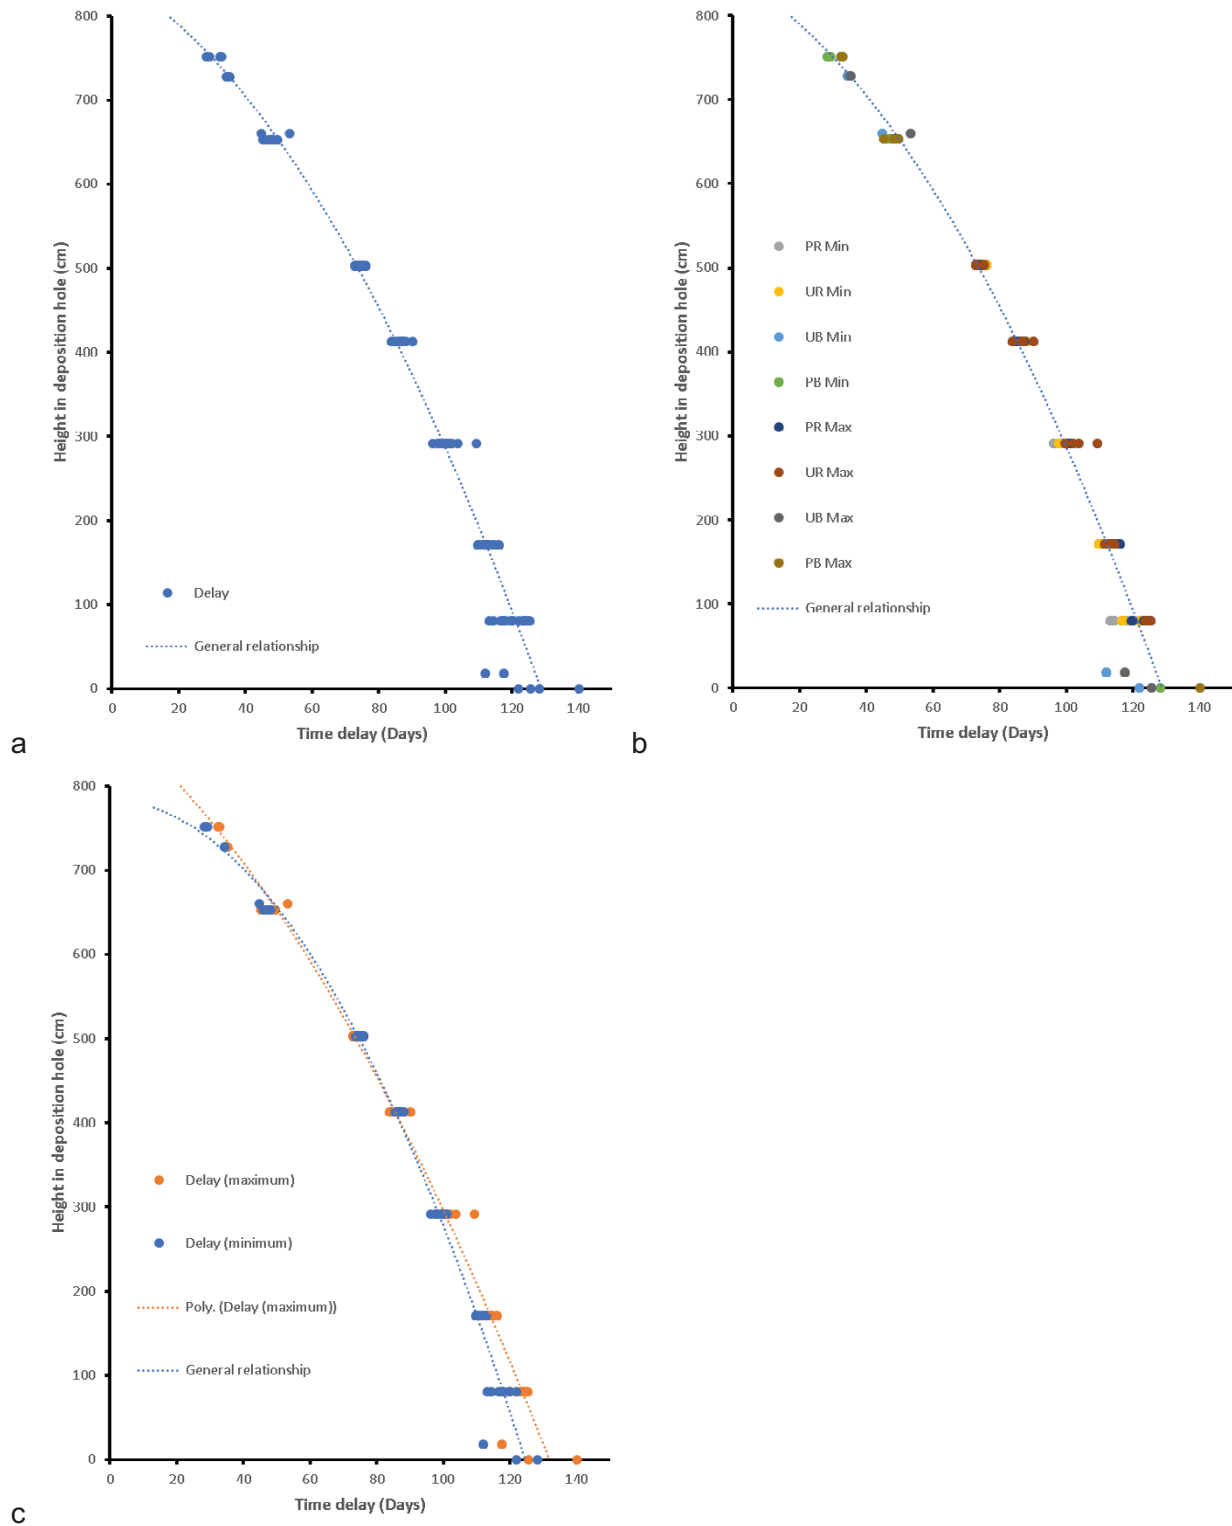 800
700
600
500
400
300
200
100
0
Height in deposition hole (cm)
Delay
General relationship
0 20 40 60 80 100 120 140
Time delay (Days)
a
800
700
600
500
400
300
200
100
0
Height in deposition hole (cm)
PR Min
UR Min
UB Min
PB Min
PR Max
UR Max
UB Max
PB Max
General relationship
0 20 40 60 80 100 120 140
Time delay (Days)
b
800
700
600
500
400
300
200
100
0
Height in deposition hole (cm)
Delay (maximum)
Delay (minimum)
Poly. (Delay (maximum))
General relationship
0 20 40 60 80 100 120 140
Time delay (Days)
c